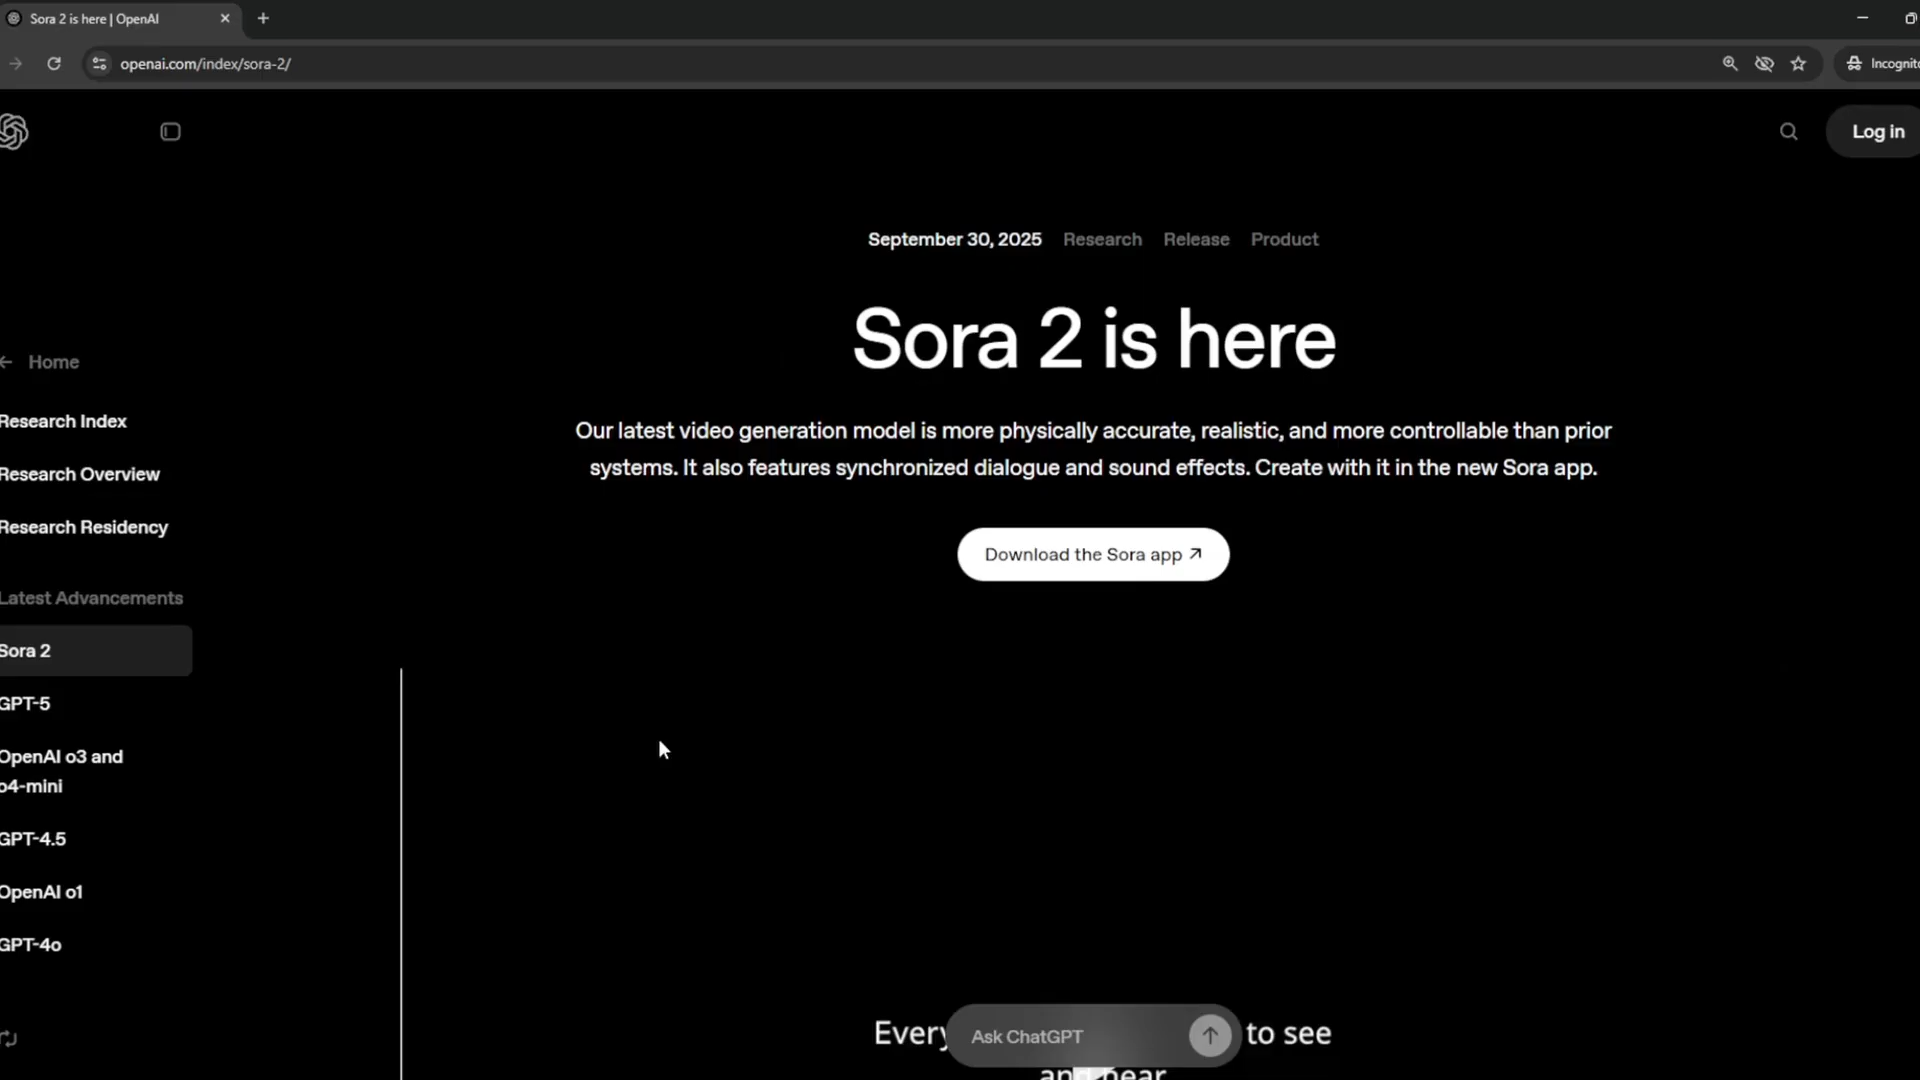 Sora 2 is here | OpenAI
openai.com/index/sora-2/
Log in
September 30, 2025 Research Release Product
Sora 2 is here
Our latest video generation model is more physically accurate, realistic, and more controllable than prior
systems. It also features synchronized dialogue and sound effects. Create with it in the new Sora app.
Download the Sora app
Home
Research Index
Research Overview
Research Residency
Latest Advancements
Sora 2
GPT-5
OpenAI o3 and
o4-mini
GPT-4.5
OpenAI o1
GPT-4o
Ask ChatGPT
to see